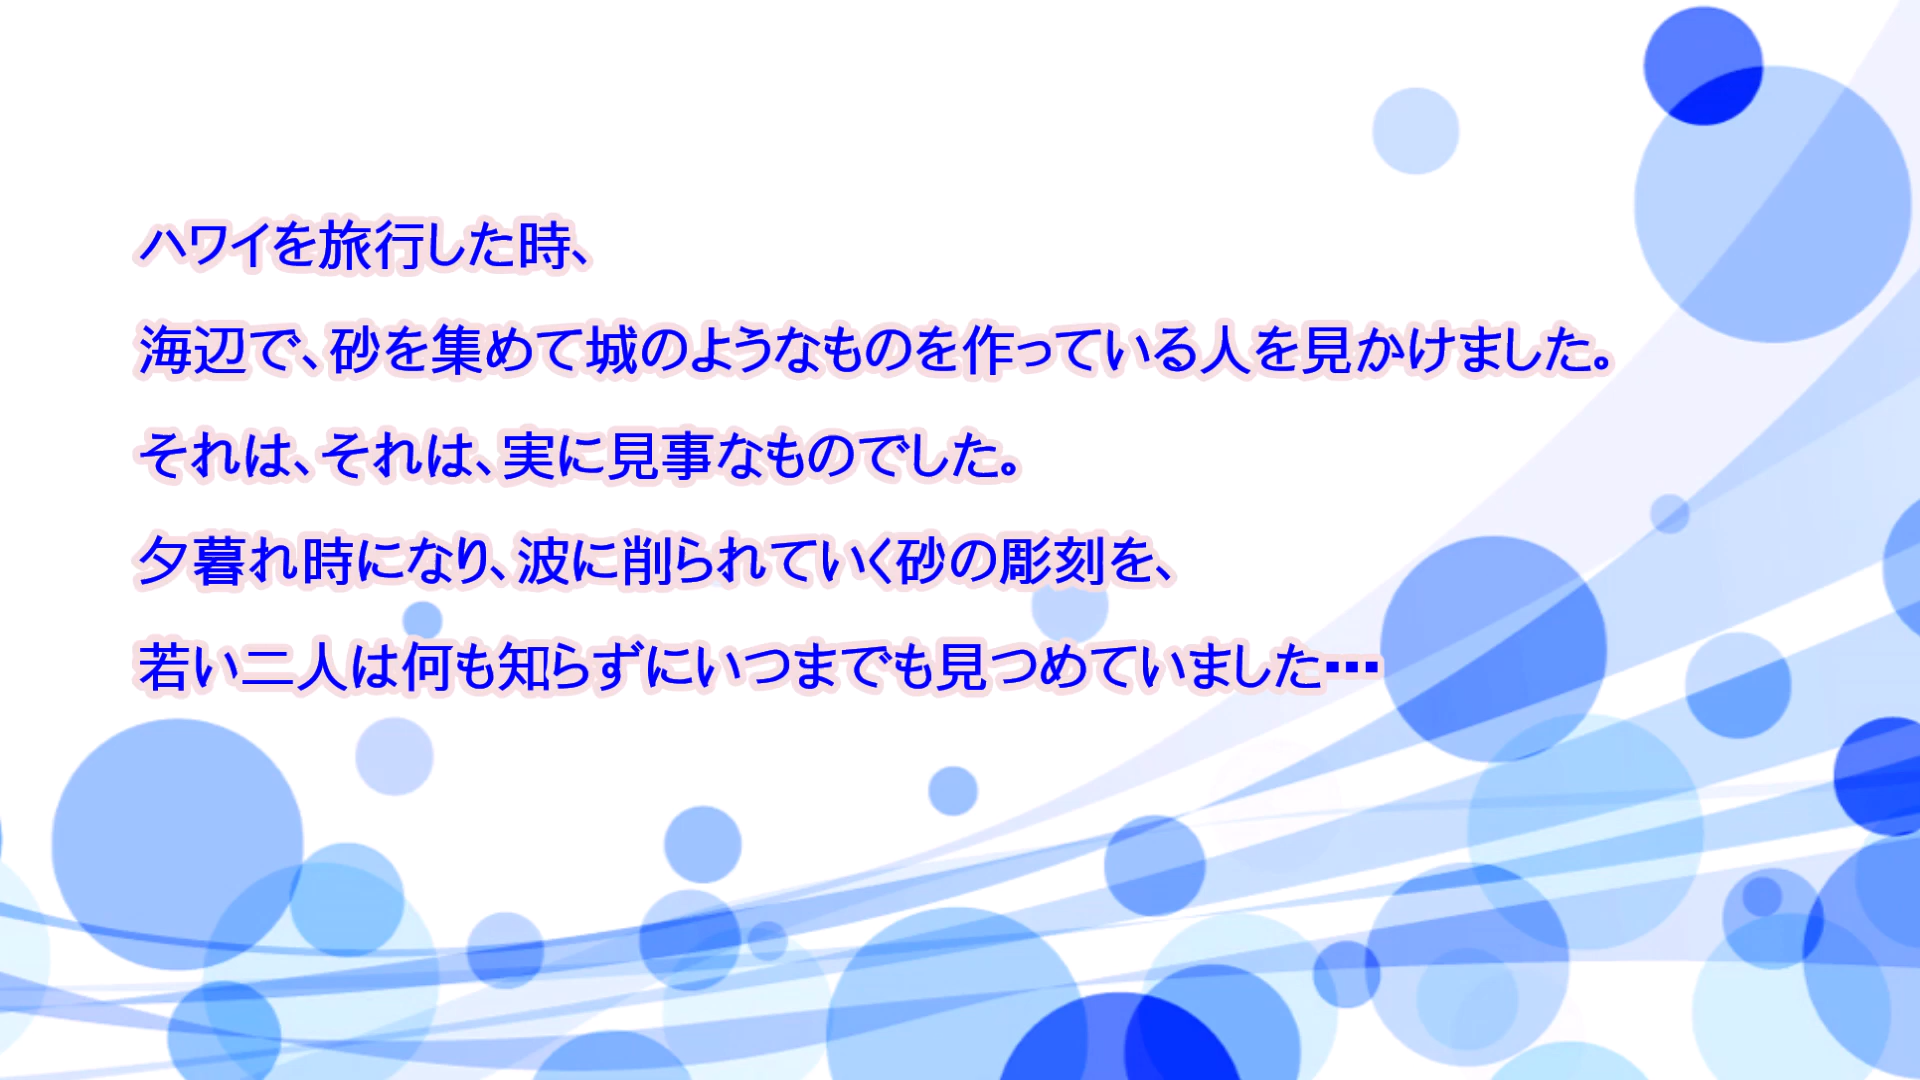 ハワイを旅行した時、
海辺で、砂を集めて城のようなものを作っている人を見かけました。
それは、それは、実に見事なものでした。
夕暮れ時になり、波に削られていく砂の彫刻を、
若い二人は何も知らずにいつまでも見つめていました…